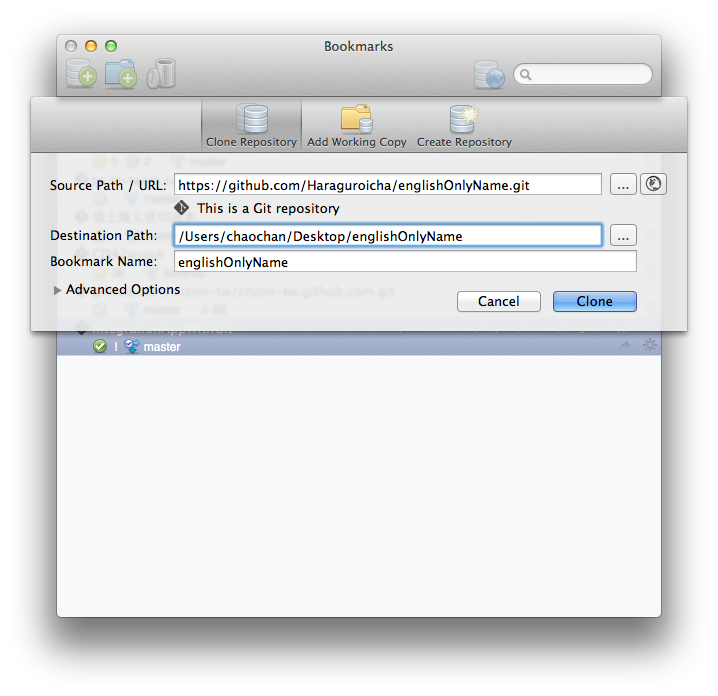 Bookmarks
Clone Repository
Add Working Copy
Create Repository
master
Source Path / URL:
https://github.com/Haraguroicha/englishOnlyName.git
...
This is a Git repository
Destination Path:
/Users/chaochan/Desktop/englishOnlyName
...
Bookmark Name:
englishOnlyName
Advanced Options
Cancel
Clone
master